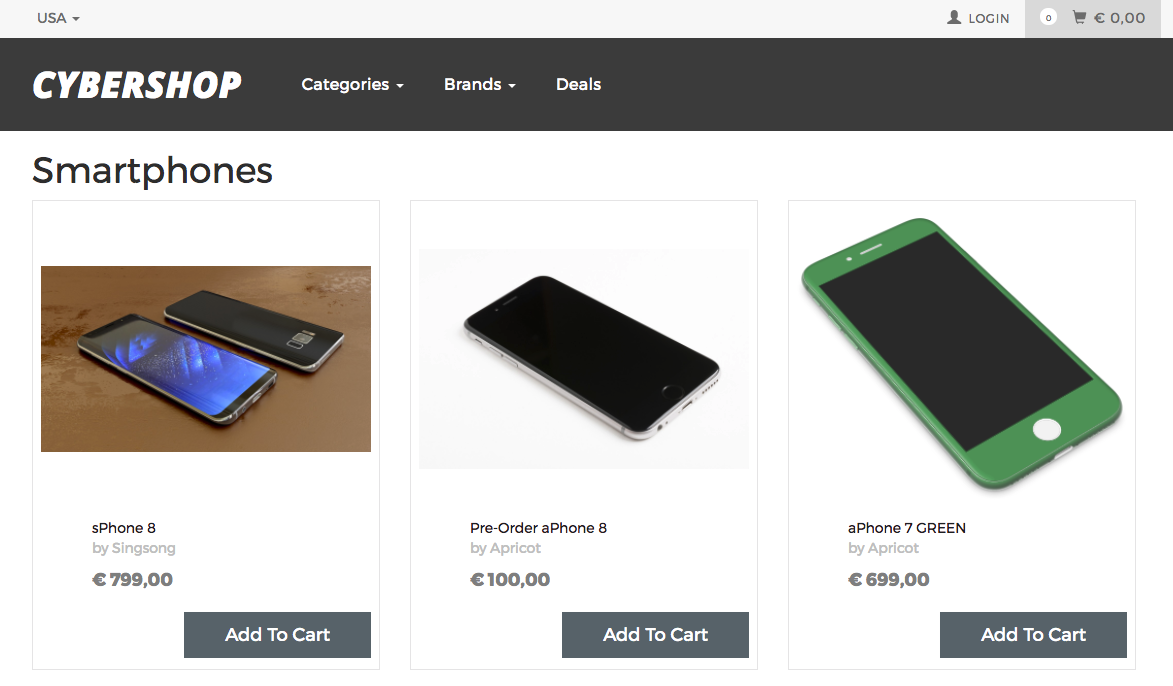 USA
LOGIN
0
€ 0,00
CYBERSHOP
Categories
Brands
Deals
Smartphones
sPhone 8
by Singsong
€ 799,00
Add To Cart
Pre-Order aPhone 8
by Apricot
€ 100,00
Add To Cart
aPhone 7 GREEN
by Apricot
€ 699,00
Add To Cart